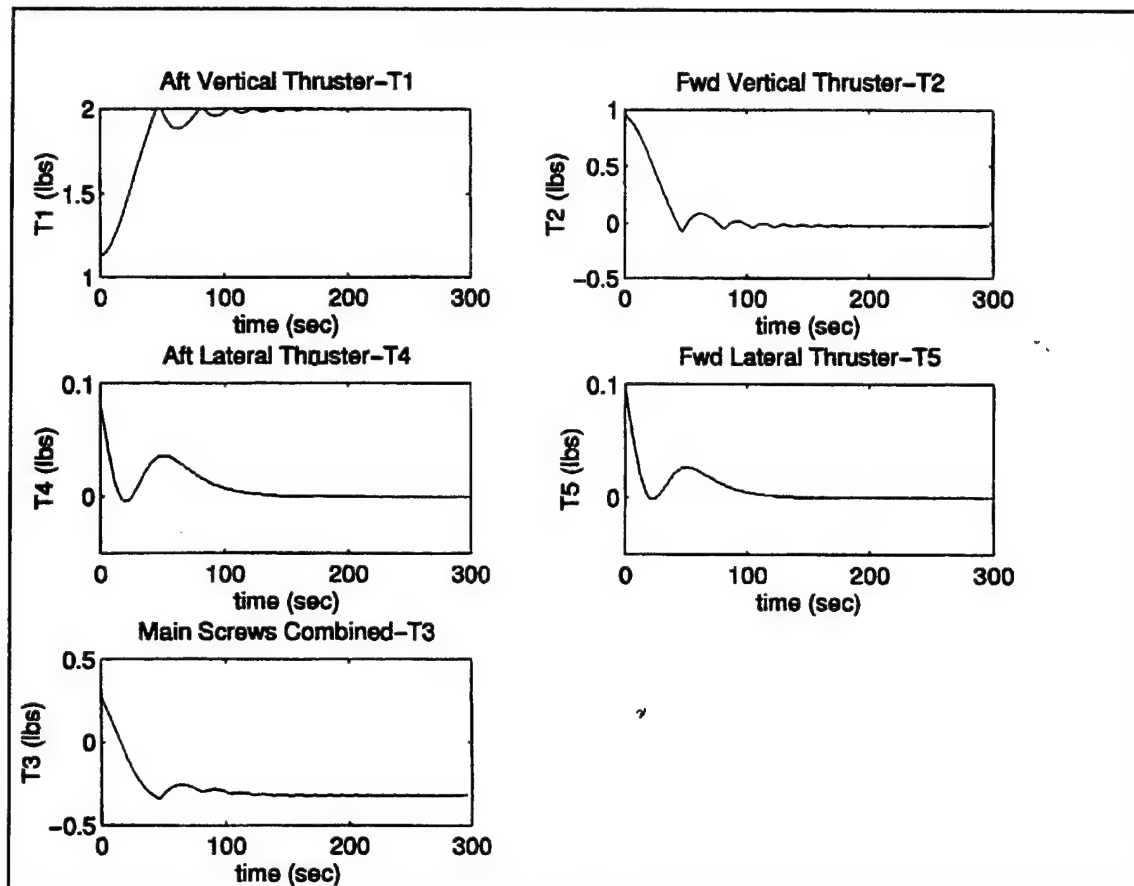 Aft Vertical Thruster-T1
2
1.5
1
T1 (lbs)
0 100 200 300
time (sec)
Fwd Vertical Thruster-T2
1
0.5
0
-0.5
T2 (lbs)
0 100 200 300
time (sec)
Aft Lateral Thruster-T4
0.1
0
T4 (lbs)
0 100 200 300
time (sec)
Fwd Lateral Thruster-T5
0.1
0
T5 (lbs)
0 100 200 300
time (sec)
Main Screws Combined-T3
0.5
0
-0.5
T3 (lbs)
0 100 200 300
time (sec)